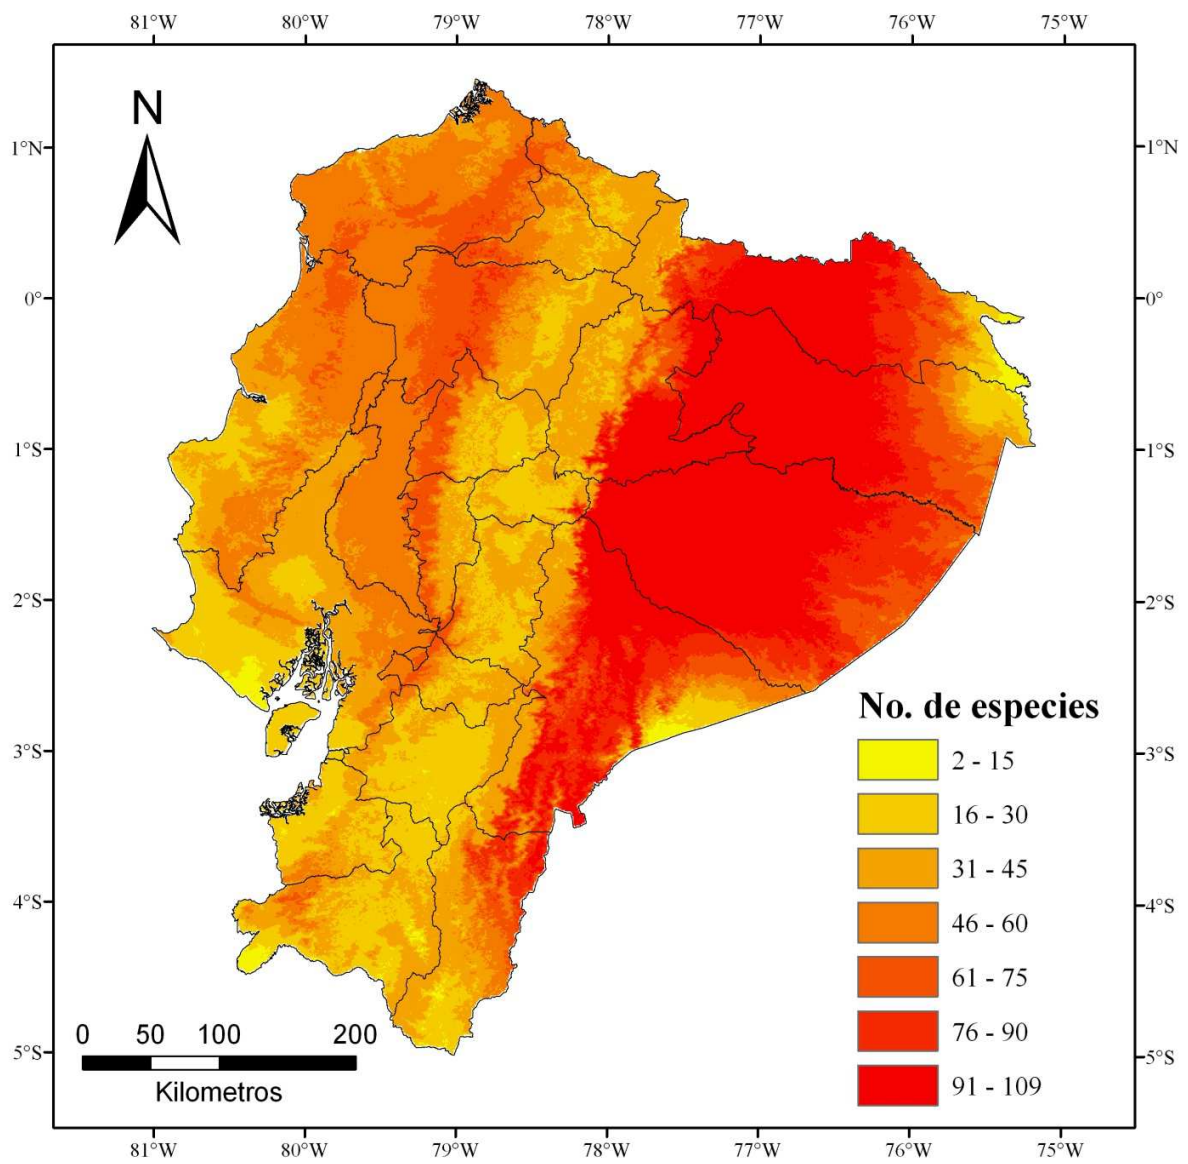 81°W 80°W 79°W 78°W 77°W 76°W 75°W
N
1°N 1°N
0° 0°
1°S 1°S
2°S 2°S
No. de especies
3°S 3°S
2 - 15
16 - 30
31 - 45
4°S 4°S
46 - 60
61 - 75
76 - 90
91 - 109
0 50 100 200
5°S 5°S
Kilometros
81°W 80°W 79°W 78°W 77°W 76°W 75°W